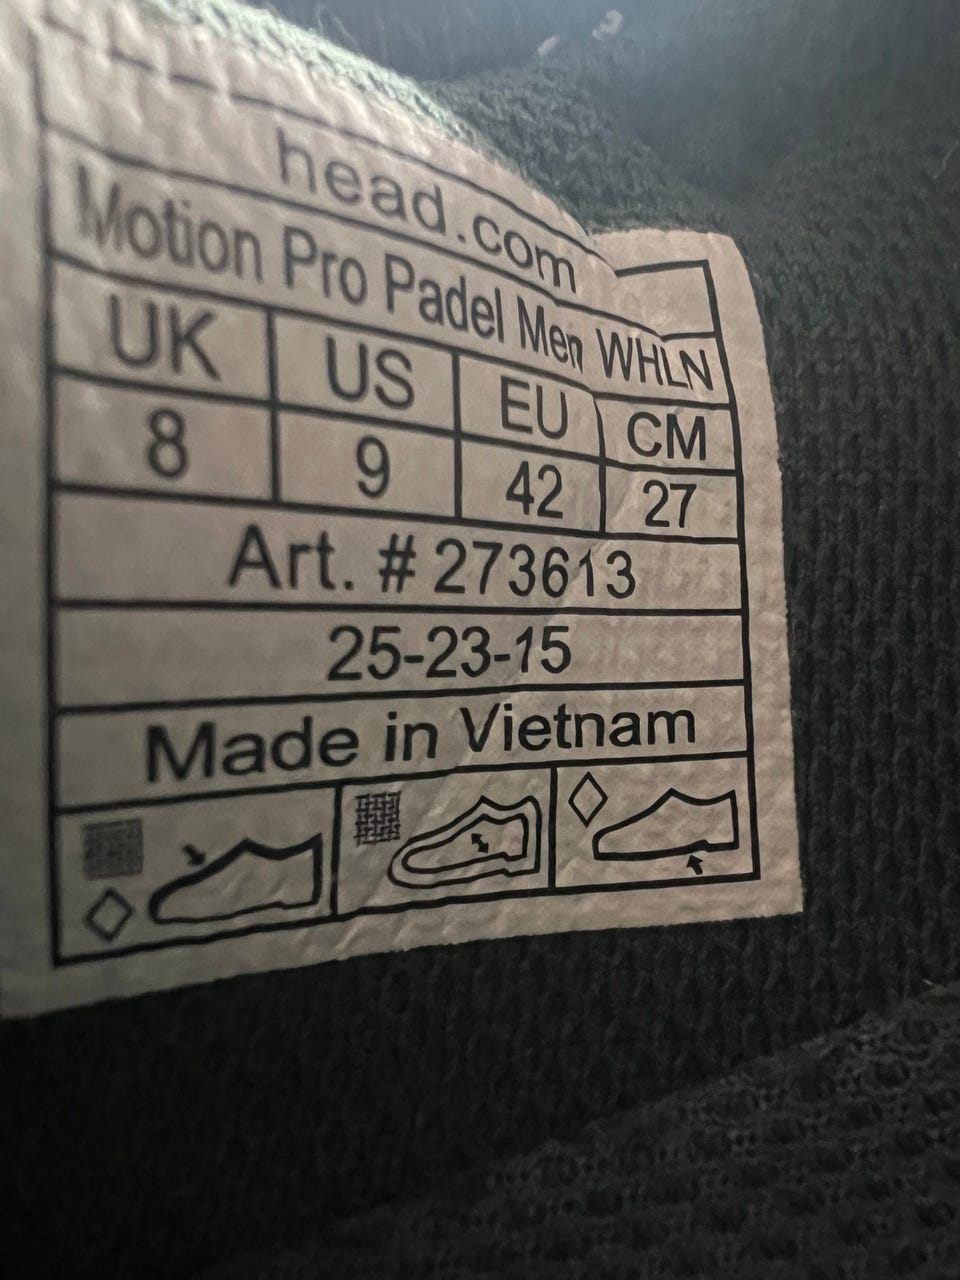 head.com
Motion Pro Padel Men WHLN
UK US EU CM
8 9 42 27
Art. # 273613
25-23-15
Made in Vietnam